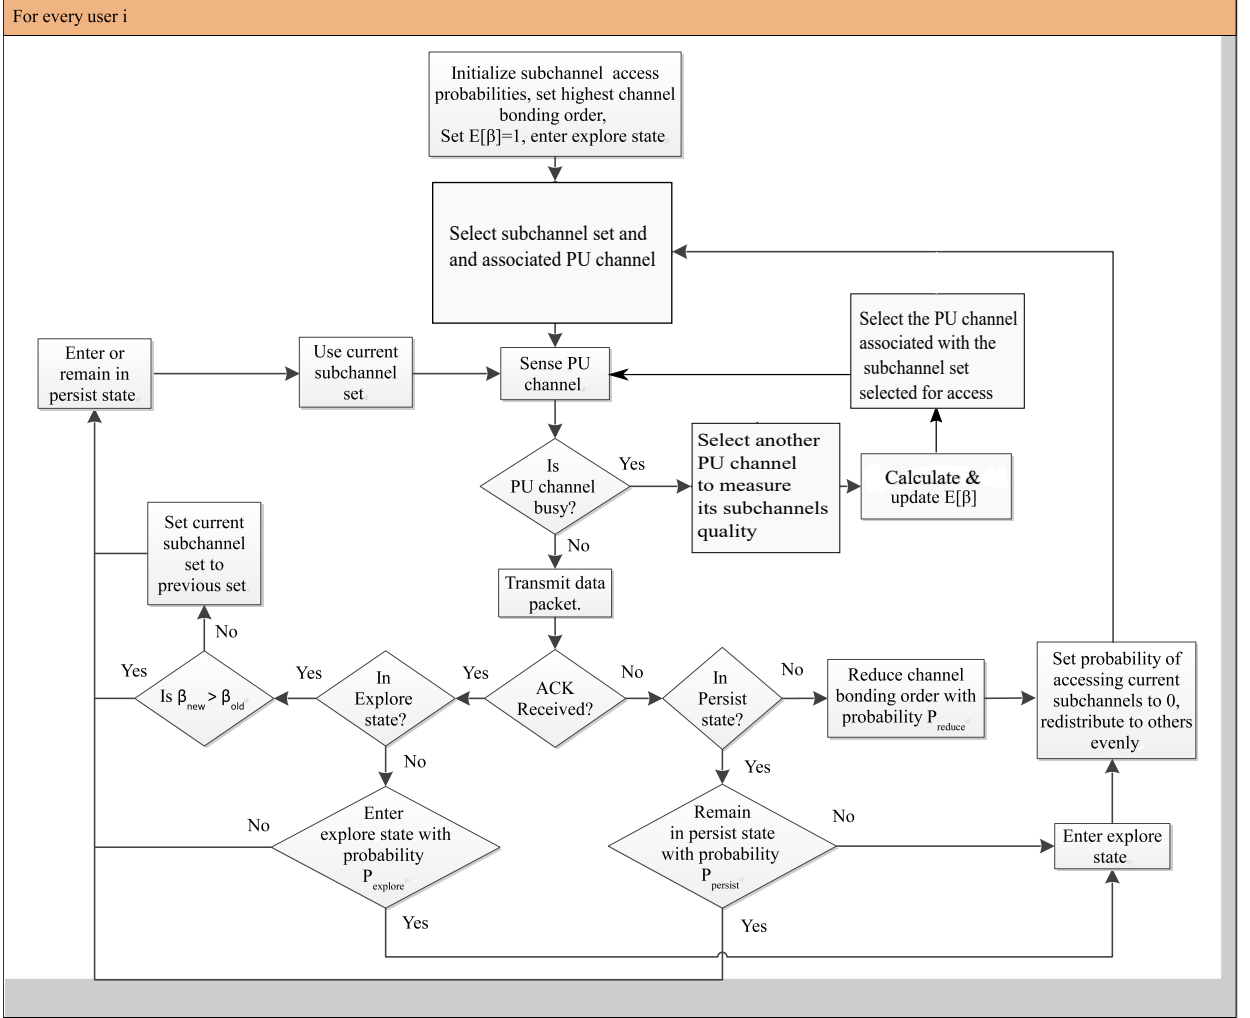 For every user i
Initialize subchannel access
probabilities, set highest channel
bonding order,
Set E[β]=1, enter explore state
Select subchannel set and
and associated PU channel
Select the PU channel
associated with the
subchannel set
selected for access
Enter or
remain in
persist state
Use current
subchannel
set
Sense PU
channel
Is
PU channel
busy?
Yes
Select another
PU channel
to measure
its subchannels
quality
Calculate &
update E[β]
No
Set current
subchannel
set to
previous set
Transmit data
packet.
No
Yes
Is βnew > βold
Yes
In
Explore
state?
Yes
ACK
Received?
No
In
Persist
state?
No
Reduce channel
bonding order with
probability Preduce
Set probability of
accessing current
subchannels to 0,
redistribute to others
evenly
No
Yes
No
Enter
explore state with
probability
Pexplore
Remain
in persist state
with probability
Ppersist
No
Enter explore
state
Yes
Yes